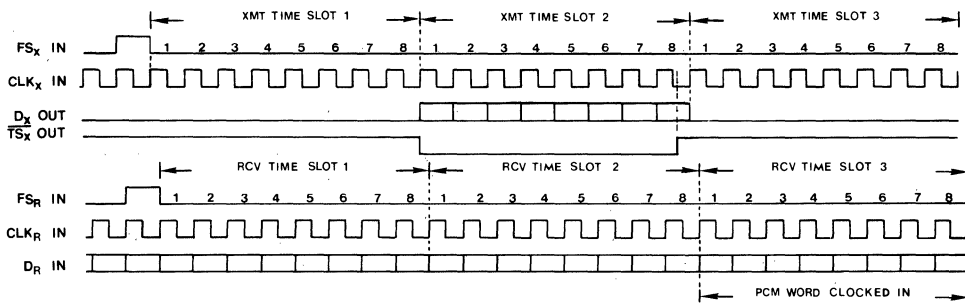 XMT TIME SLOT 1 XMT TIME SLOT 2 XMT TIME SLOT 3
FSX IN 1 2 3 4 5 6 7 8 1 2 3 4 5 6 7 8 1 2 3 4 5 6 7 8
CLKX IN
DX OUT
TSX OUT
RCV TIME SLOT 1 RCV TIME SLOT 2 RCV TIME SLOT 3
FSR IN 1 2 3 4 5 6 7 8 1 2 3 4 5 6 7 8 1 2 3 4 5 6 7 8
CLKR IN
DR IN
PCM WORD CLOCKED IN